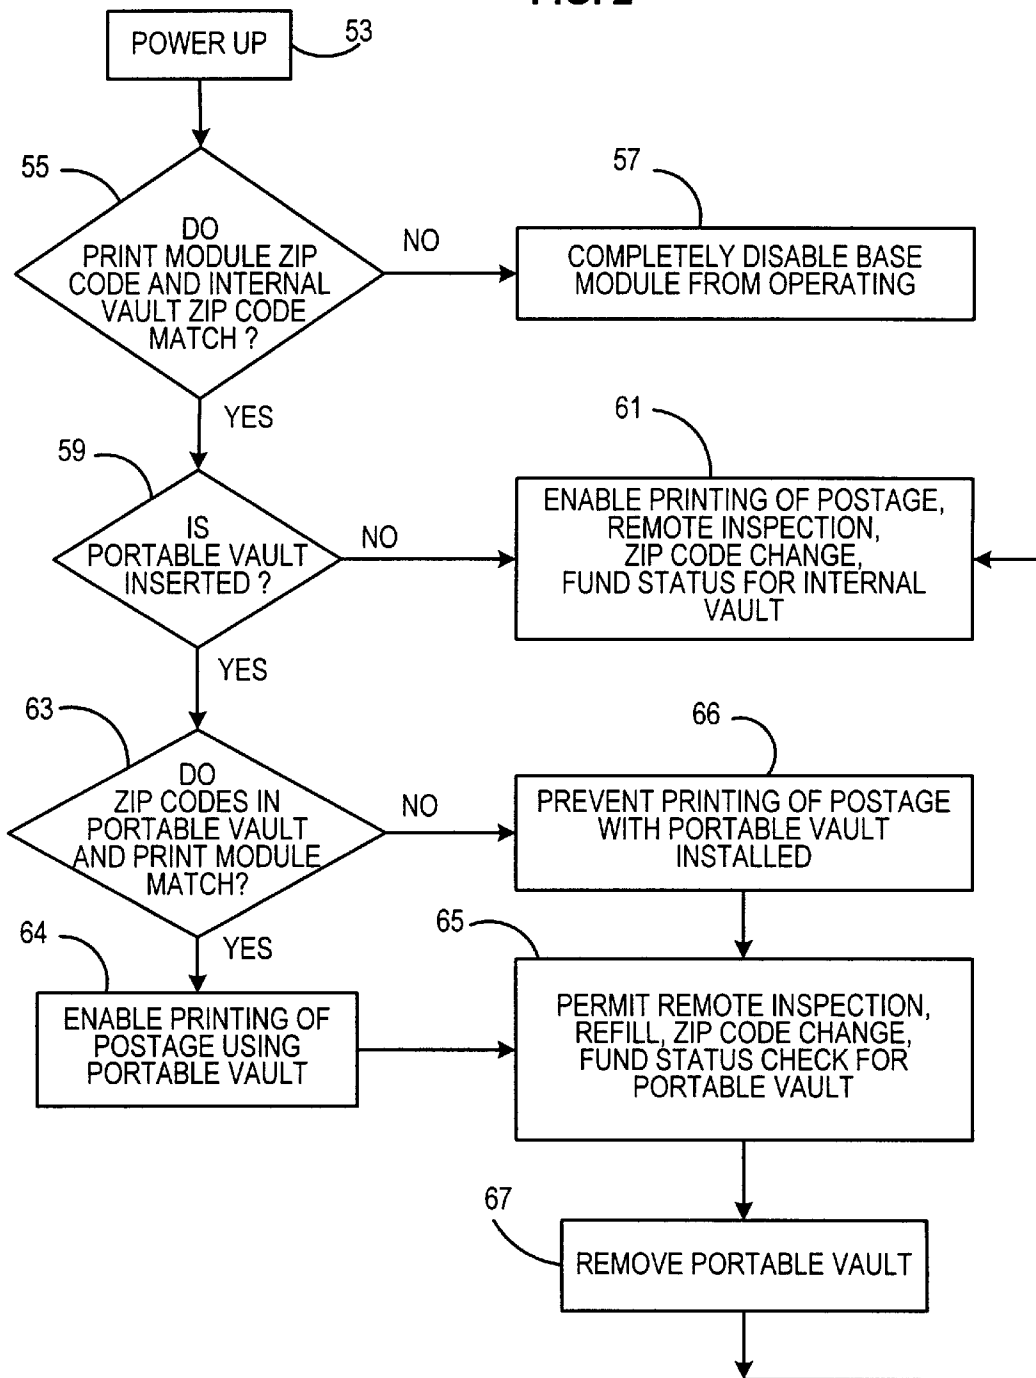 FIG. 2
POWER UP
53
55
DO
PRINT MODULE ZIP
CODE AND INTERNAL
VAULT ZIP CODE
MATCH ?
NO
57
COMPLETELY DISABLE BASE
MODULE FROM OPERATING
YES
59
IS
PORTABLE VAULT
INSERTED ?
NO
61
ENABLE PRINTING OF POSTAGE,
REMOTE INSPECTION,
ZIP CODE CHANGE,
FUND STATUS FOR INTERNAL
VAULT
YES
63
DO
ZIP CODES IN
PORTABLE VAULT
AND PRINT MODULE
MATCH?
NO
66
PREVENT PRINTING OF POSTAGE
WITH PORTABLE VAULT
INSTALLED
YES
64
ENABLE PRINTING OF
POSTAGE USING
PORTABLE VAULT
65
PERMIT REMOTE INSPECTION,
REFILL, ZIP CODE CHANGE,
FUND STATUS CHECK FOR
PORTABLE VAULT
67
REMOVE PORTABLE VAULT